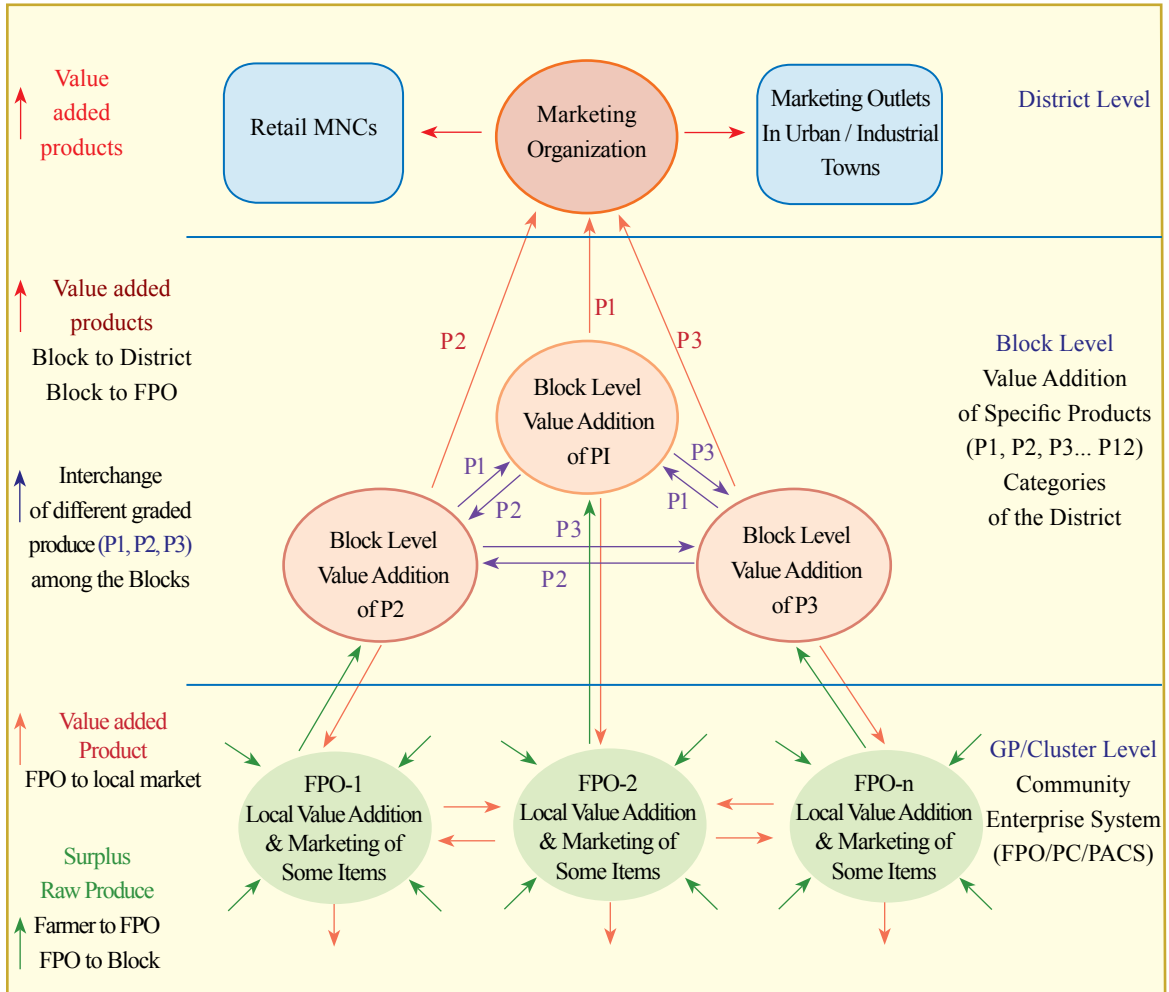 Value
added
products
Retail MNCs
Marketing
Organization
Marketing Outlets
In Urban / Industrial
Towns
District Level
Value added
products
Block to District
Block to FPO
Interchange
of different graded
produce (P1, P2, P3)
among the Blocks
P2
P1
P3
Block Level
Value Addition
of PI
P1
P2
P3
P1
P3
P2
Block Level
Value Addition
of P2
Block Level
Value Addition
of P3
Block Level
Value Addition
of Specific Products
(P1, P2, P3... P12)
Categories
of the District
Value added
Product
FPO to local market
Surplus
Raw Produce
Farmer to FPO
FPO to Block
FPO-1
Local Value Addition
& Marketing of
Some Items
FPO-2
Local Value Addition
& Marketing of
Some Items
FPO-n
Local Value Addition
& Marketing of
Some Items
GP/Cluster Level
Community
Enterprise System
(FPO/PC/PACS)